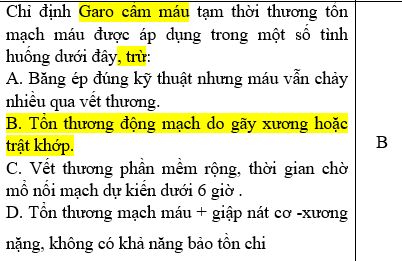 Chỉ định Garo cầm máu tạm thời thương tổn
mạch máu được áp dụng trong một số tình
huống dưới đây, trừ:
A. Băng ép đúng kỹ thuật nhưng máu vẫn chảy
nhiều qua vết thương.
B. Tổn thương động mạch do gãy xương hoặc
trật khớp.
B
C. Vết thương phần mềm rộng, thời gian chờ
mổ nối mạch dự kiến dưới 6 giờ .
D. Tổn thương mạch máu + giập nát cơ -xương
nặng, không có khả năng bảo tồn chi